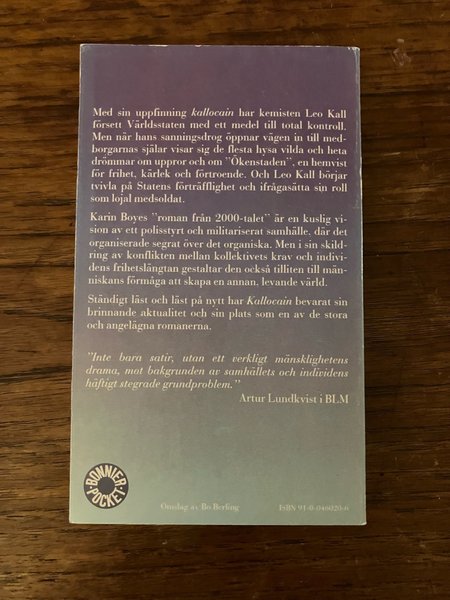 Med sin uppfinning kallocain har kemisten Leo Kall
försett Världsstaten med ett medel till total kontroll.
Men när hans sanningsdrog öppnar vägen in till med-
borgarnas själar visar sig de flesta hysa vilda och heta
drömmar om uppror och om "Ökenstaden", en hemvist
för frihet, kärlek och förtroende. Och Leo Kall börjar
tvivla på Statens förträfflighet och ifrågasätta sin roll
som lojal medsoldat.
Karin Boyes "roman från 2000-talet" är en kuslig vi-
sion av ett polisstyrt och militariserat samhälle, där det
organiserade segrat över det organiska. Men i sin skild-
ring av konflikten mellan kollektivets krav och indivi-
dens frihetslängtan gestaltar den också tilliten till män-
niskans förmåga att skapa en annan, levande värld.
Ständigt läst och läst på nytt har Kallocain bevarat sin
brinnande aktualitet och sin plats som en av de stora
och angelägna romanerna.
"Inte bara satir, utan ett verkligt mänsklighetens
drama, mot bakgrunden av samhällets och individens
häftigt stegrade grundproblem."
Artur Lundkvist i BLM
BONNIER
POCKET
Omslag av Bo Berling
ISBN 91-0-046020-6